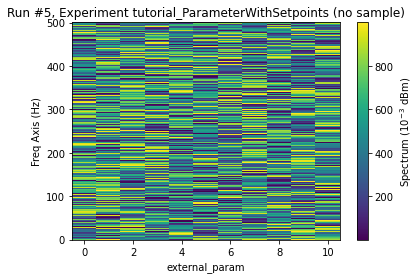 Run #5, Experiment tutorial_ParameterWithSetpoints (no sample)
500
400
300
200
100
0
Freq Axis (Hz)
0 2 4 6 8 10
external_param
800
600
400
200
Spectrum (10⁻³ dBm)